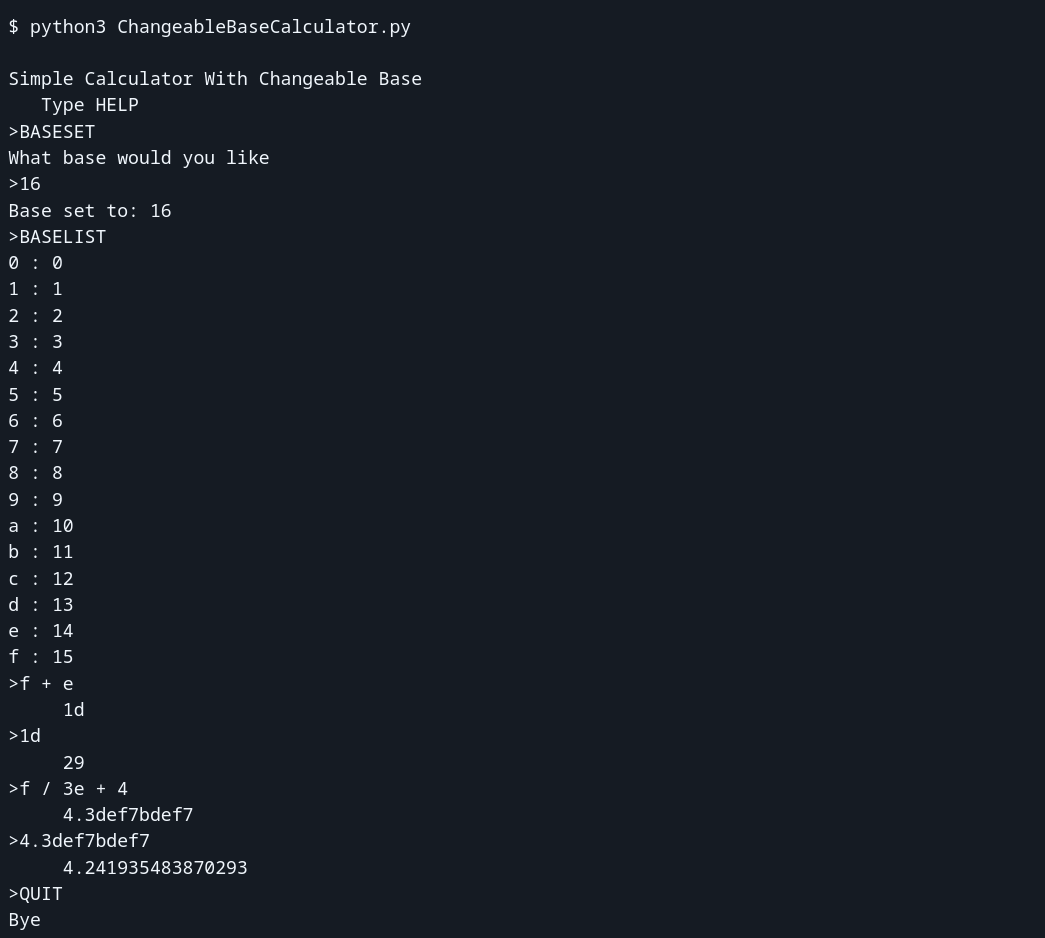 $ python3 ChangeableBaseCalculator.py

Simple Calculator With Changeable Base
   Type HELP
>BASESET
What base would you like
>16
Base set to: 16
>BASELIST
0 : 0
1 : 1
2 : 2
3 : 3
4 : 4
5 : 5
6 : 6
7 : 7
8 : 8
9 : 9
a : 10
b : 11
c : 12
d : 13
e : 14
f : 15
>f + e
     1d
>1d
     29
>f / 3e + 4
     4.3def7bdef7
>4.3def7bdef7
     4.241935483870293
>QUIT
Bye